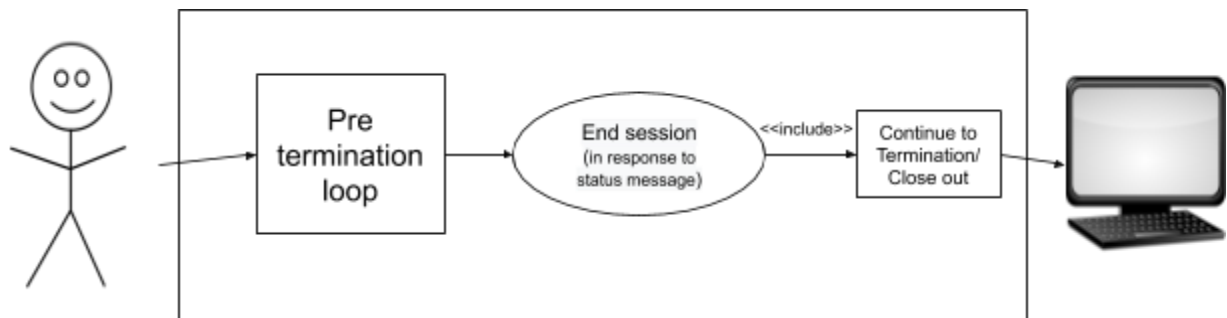 Pre
termination
loop
End session
(in response to
status message)
<<include>>
Continue to
Termination/
Close out